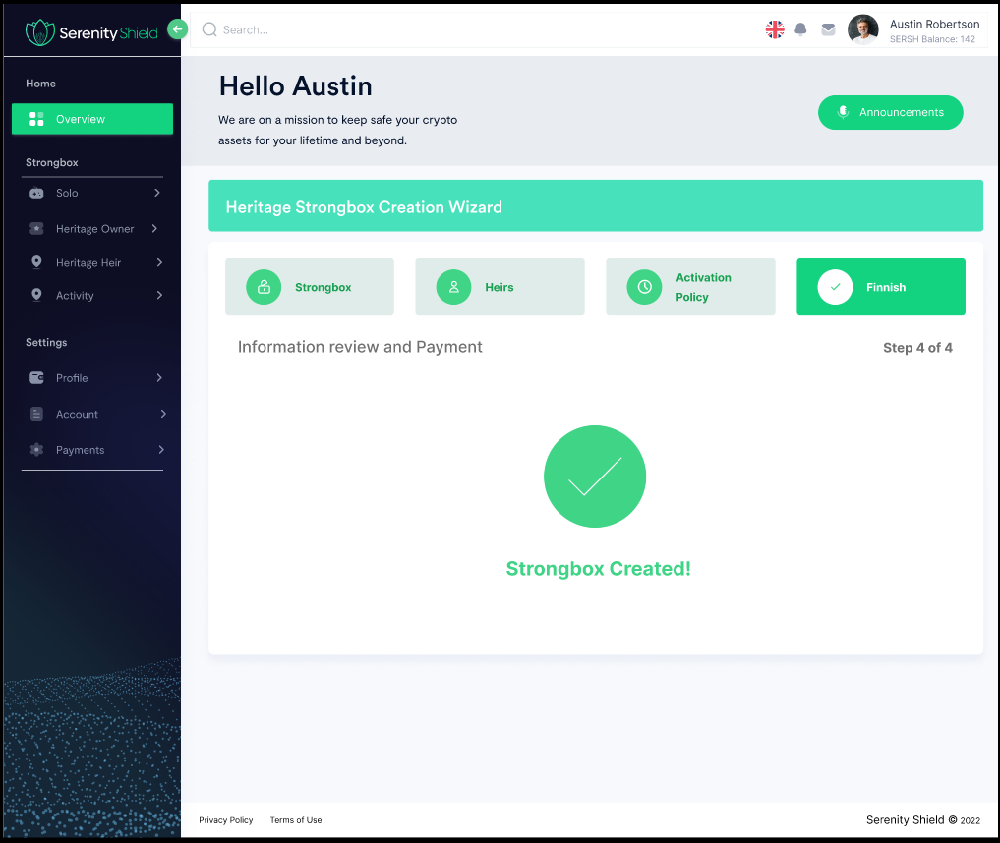 Serenity Shield
Search...
Austin Robertson
SERSH Balance: 142
Home
Overview
Strongbox
Solo
Heritage Owner
Heritage Heir
Activity
Settings
Profile
Account
Payments
Hello Austin
We are on a mission to keep safe your crypto
assets for your lifetime and beyond.
Announcements
Heritage Strongbox Creation Wizard
Strongbox
Heirs
Activation
Policy
Finnish
Information review and Payment
Step 4 of 4
Strongbox Created!
Privacy Policy
Terms of Use
Serenity Shield © 2022